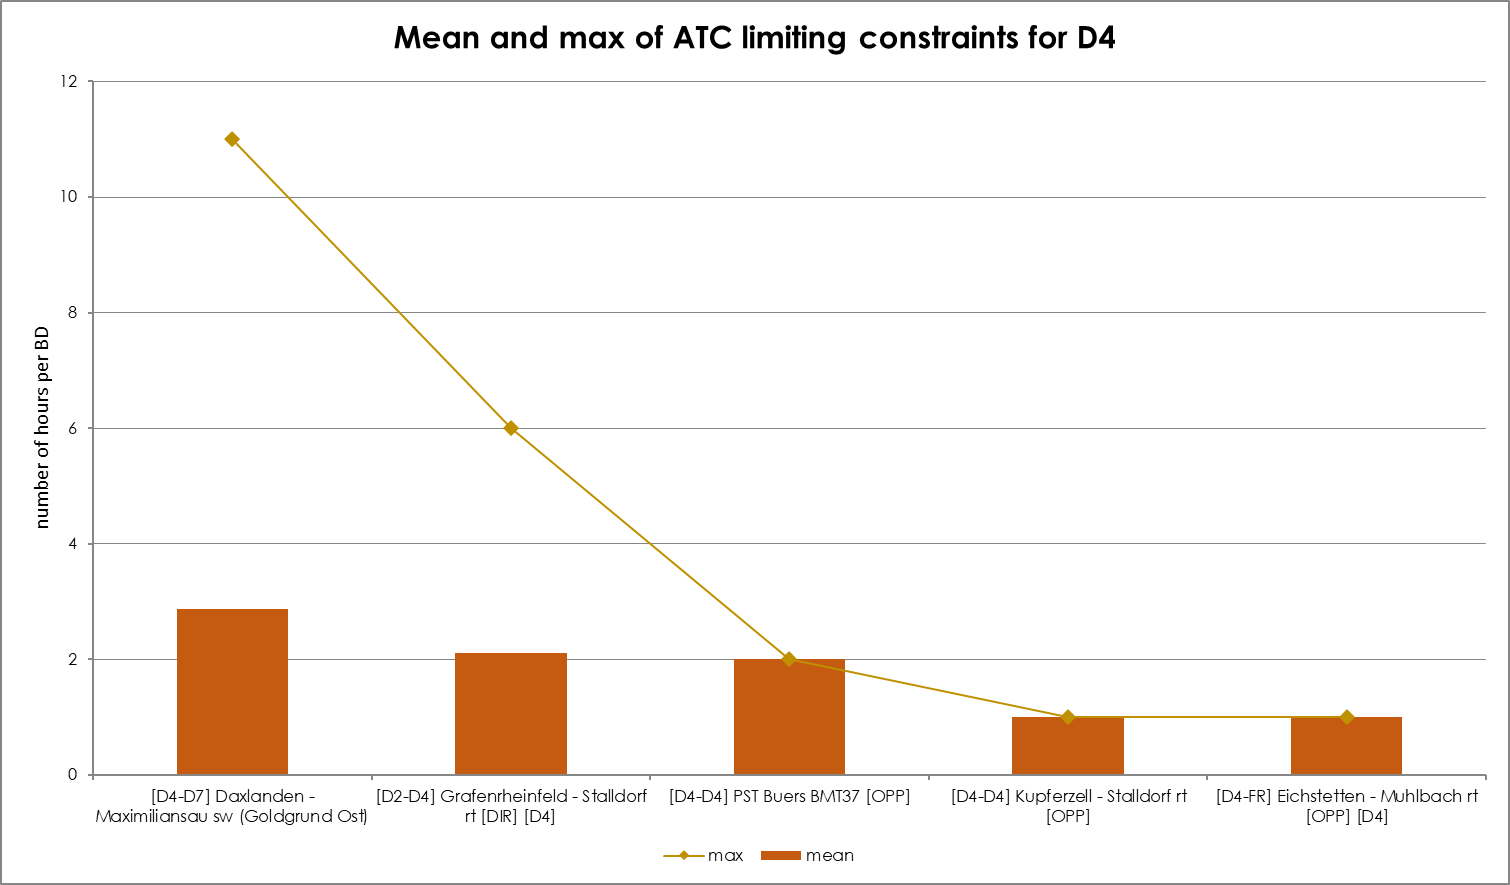 Mean and max of ATC limiting constraints for D4
number of hours per BD
12
10
8
6
4
2
0
[D4-D7] Daxlanden -
Maximiliansau sw (Goldgrund Ost)
[D2-D4] Grafenrheinfeld - Stalldorf
rt [DIR] [D4]
[D4-D4] PST Buers BMT37 [OPP]
[D4-D4] Kupferzell - Stalldorf rt
[OPP]
[D4-FR] Eichstetten - Muhlbach rt
[OPP] [D4]
max
mean